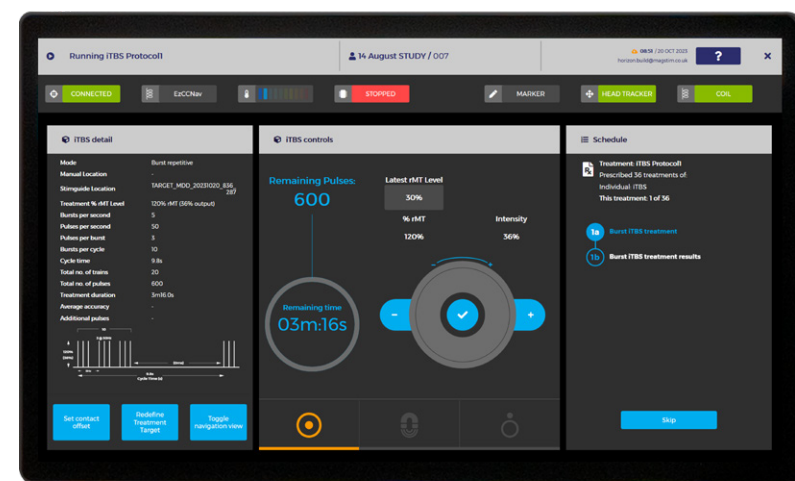 Running iTBS Protocol1
14 August STUDY / 007
08:51 / 20 OCT 2023
horizonbuild@magstim.co.uk
?
×
CONNECTED
EzCCNav
STOPPED
MARKER
HEAD TRACKER
COIL
iTBS detail
Mode Burst repetitive
Manual Location -
Stimguide Location TARGET_MDD_20231020_836_
287
Treatment % rMT Level 120% rMT (36% output)
Bursts per second 5
Pulses per second 50
Pulses per burst 3
Bursts per cycle 10
Cycle time 9.8s
Total no. of trains 20
Total no. of pulses 600
Treatment duration 3m16.0s
Average accuracy -
Additional pulses -
Cycle Time (s)
Set contact
offset
Redefine
Treatment
Target
Toggle
navigation view
iTBS controls
Remaining Pulses:
600
Latest rMT Level
30%
% rMT Intensity
120% 36%
Remaining time
03m:16s
- +
- +
Schedule
Treatment: iTBS Protocol1
Prescribed 36 treatments of:
Individual: iTBS
This treatment: 1 of 36
1a Burst iTBS treatment
1b Burst iTBS treatment results
Skip